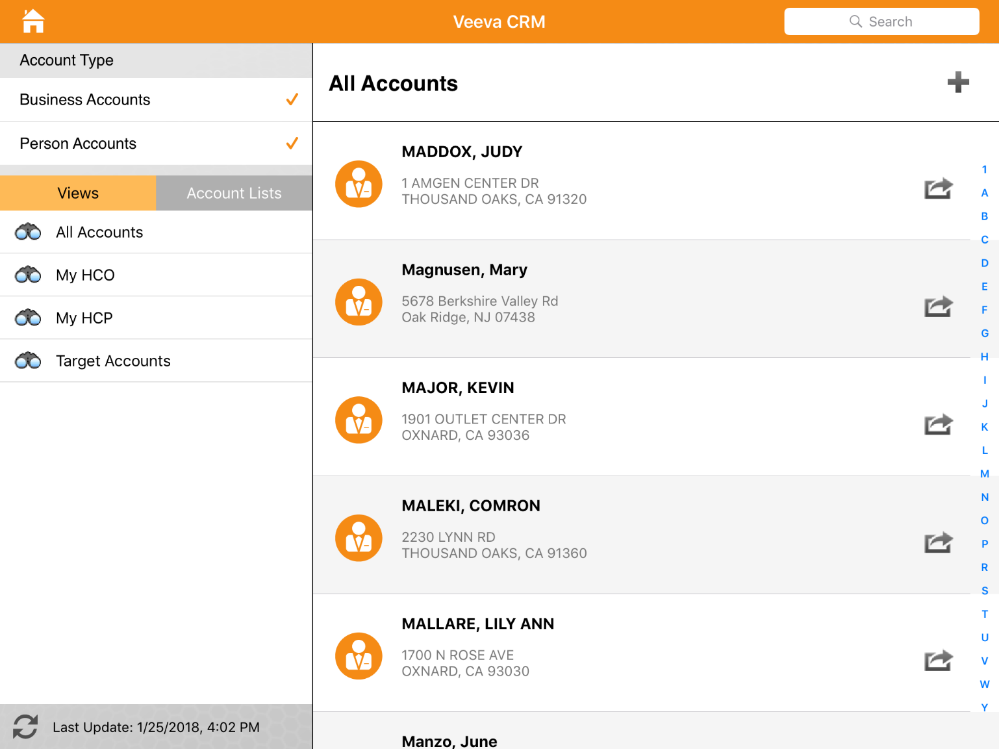 Veeva CRM
Search
Account Type
Business Accounts
Person Accounts
Views
Account Lists
All Accounts
My HCO
My HCP
Target Accounts
Last Update: 1/25/2018, 4:02 PM
All Accounts
MADDOX, JUDY
1 AMGEN CENTER DR
THOUSAND OAKS, CA 91320
Magnusen, Mary
5678 Berkshire Valley Rd
Oak Ridge, NJ 07438
MAJOR, KEVIN
1901 OUTLET CENTER DR
OXNARD, CA 93036
MALEKI, COMRON
2230 LYNN RD
THOUSAND OAKS, CA 91360
MALLARE, LILY ANN
1700 N ROSE AVE
OXNARD, CA 93030
Manzo, June
1
A
B
C
D
E
F
G
H
I
J
K
L
M
N
O
P
R
S
T
U
V
W
Y